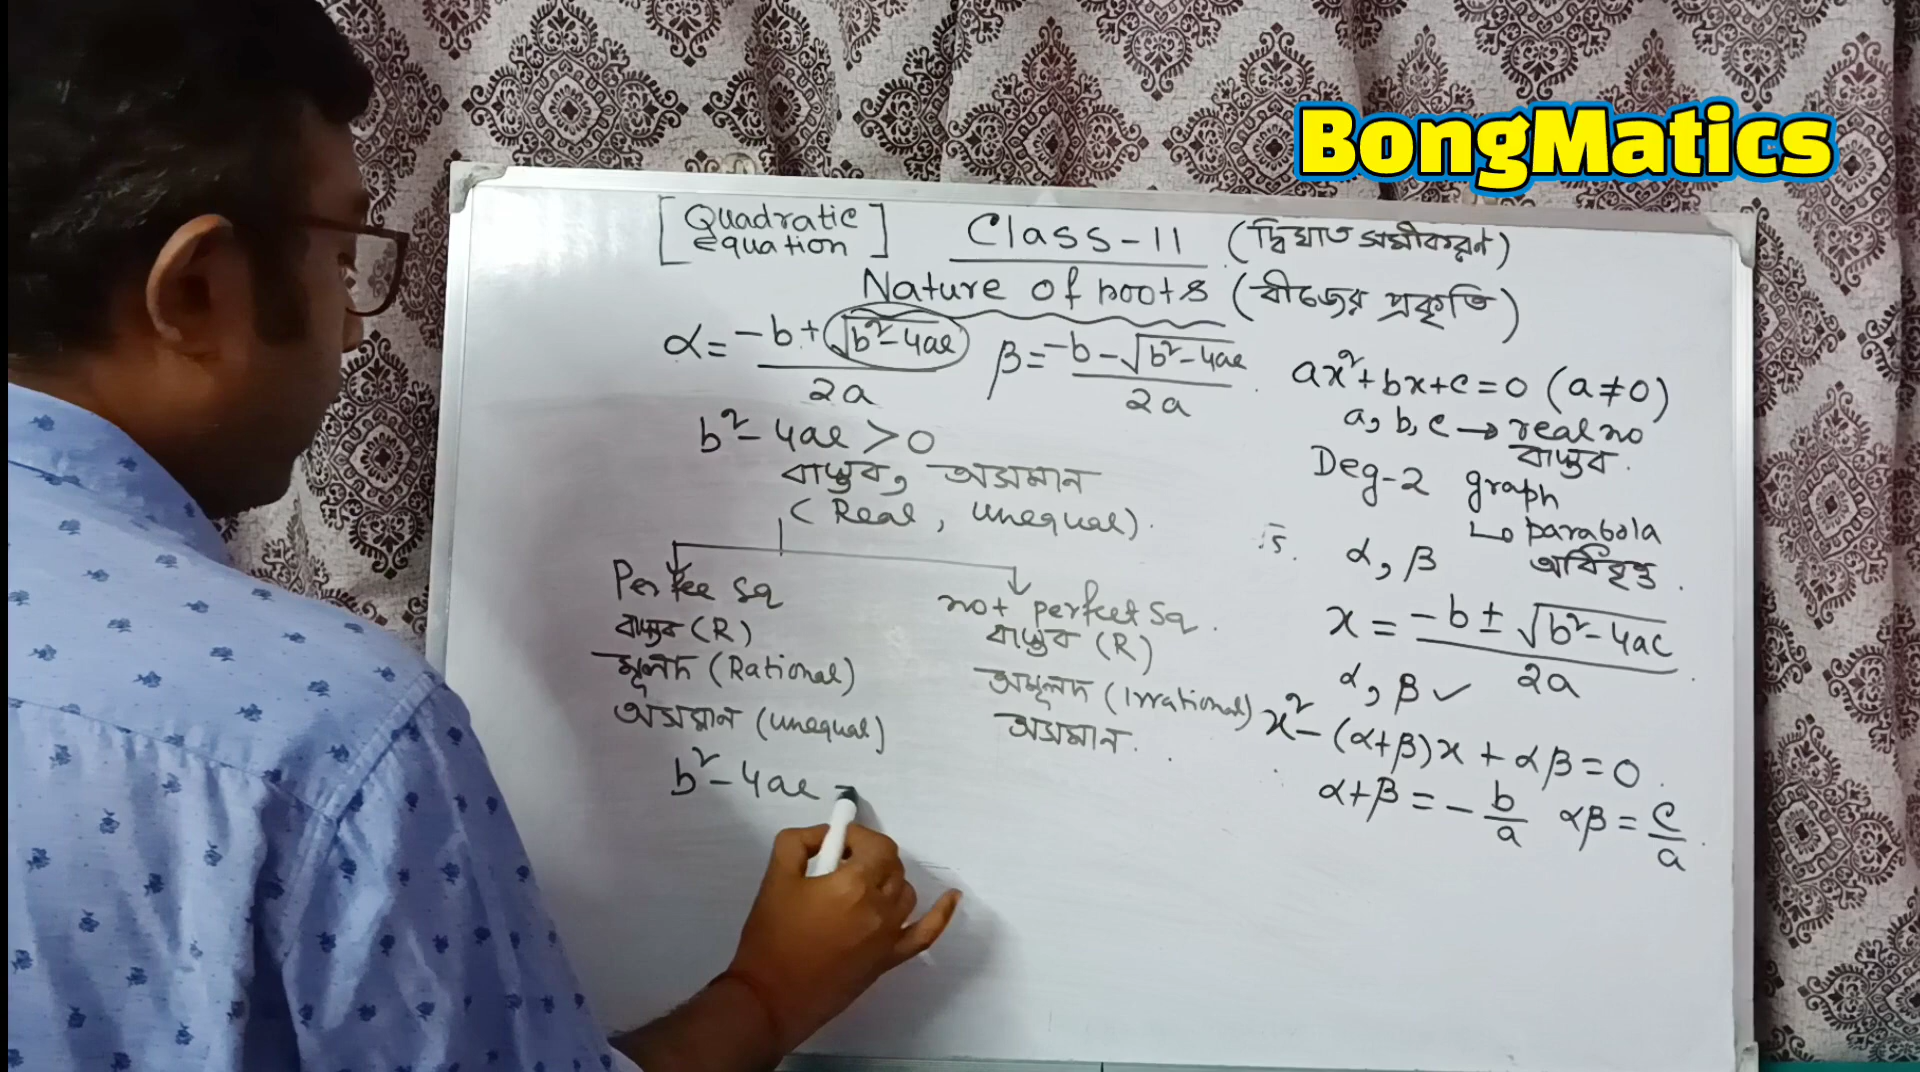 BongMatics
[Quadratic equation] Class-11 (দ্বিঘাত সমীকরণ)
Nature of roots (বীজের প্রকৃতি)
α = (-b + √(b²-4ac)) / 2a β = (-b - √(b²-4ac)) / 2a
b²-4ac > 0
বাস্তব, অসমান
(Real, unequal).
Perfec sq
বাস্তব (R)
মূলদ (Rational)
অসমান (unequal)
not perfect sq.
বাস্তব (R)
অমূলদ (Irrational)
অসমান.
b²-4ac =
ax²+bx+c=0 (a≠0)
a, b, c → real no
বাস্তব.
Deg-2 graph
↳ parabola
α, β অধিবৃত্ত.
x = (-b ± √(b²-4ac)) / 2a
α, β ✓
x²-(α+β)x+αβ=0.
α+β = -b/a αβ = c/a